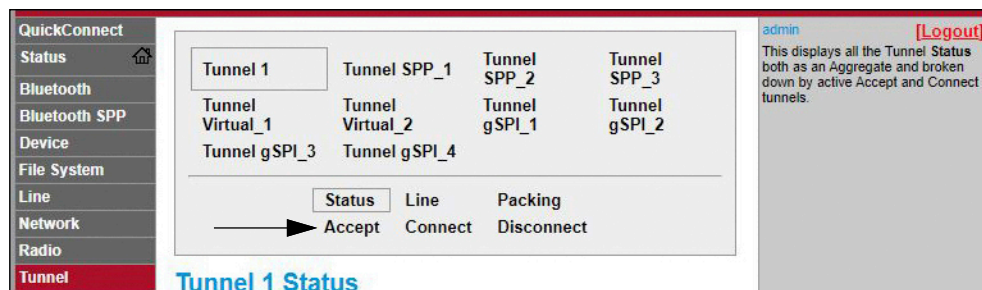 QuickConnect
Status
Bluetooth
Bluetooth SPP
Device
File System
Line
Network
Radio
Tunnel
Tunnel 1
Tunnel SPP_1
Tunnel SPP_2
Tunnel SPP_3
Tunnel Virtual_1
Tunnel Virtual_2
Tunnel gSPI_1
Tunnel gSPI_2
Tunnel gSPI_3
Tunnel gSPI_4
Status Line Packing
Accept Connect Disconnect
Tunnel 1 Status
admin [Logout]
This displays all the Tunnel Status
both as an Aggregate and broken
down by active Accept and Connect
tunnels.